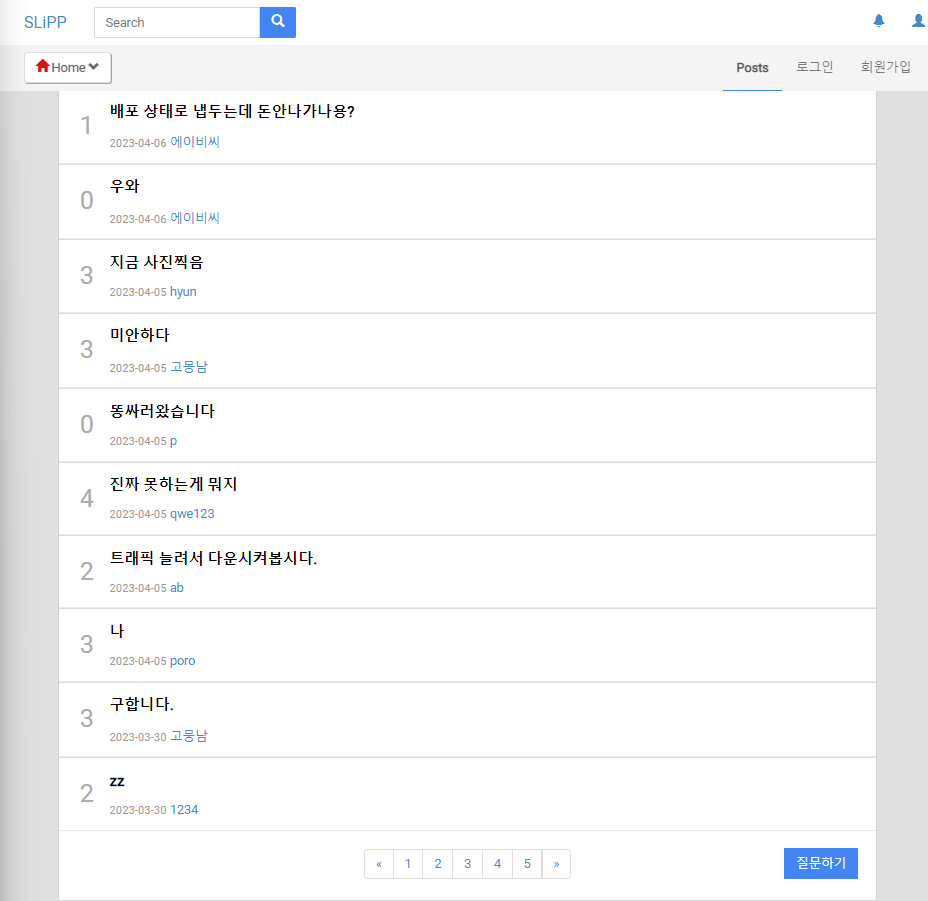 SLiPP Search
Home Posts 로그인 회원가입
1 배포 상태로 냅두는데 돈안나가나용?
2023-04-06 에이비씨
0 우와
2023-04-06 에이비씨
3 지금 사진찍음
2023-04-05 hyun
3 미안하다
2023-04-05 고뭉남
0 똥싸러왔습니다
2023-04-05 p
4 진짜 못하는게 뭐지
2023-04-05 qwe123
2 트래픽 늘려서 다운시켜봅시다.
2023-04-05 ab
3 나
2023-04-05 poro
3 구합니다.
2023-03-30 고뭉남
2 zz
2023-03-30 1234
« 1 2 3 4 5 » 질문하기